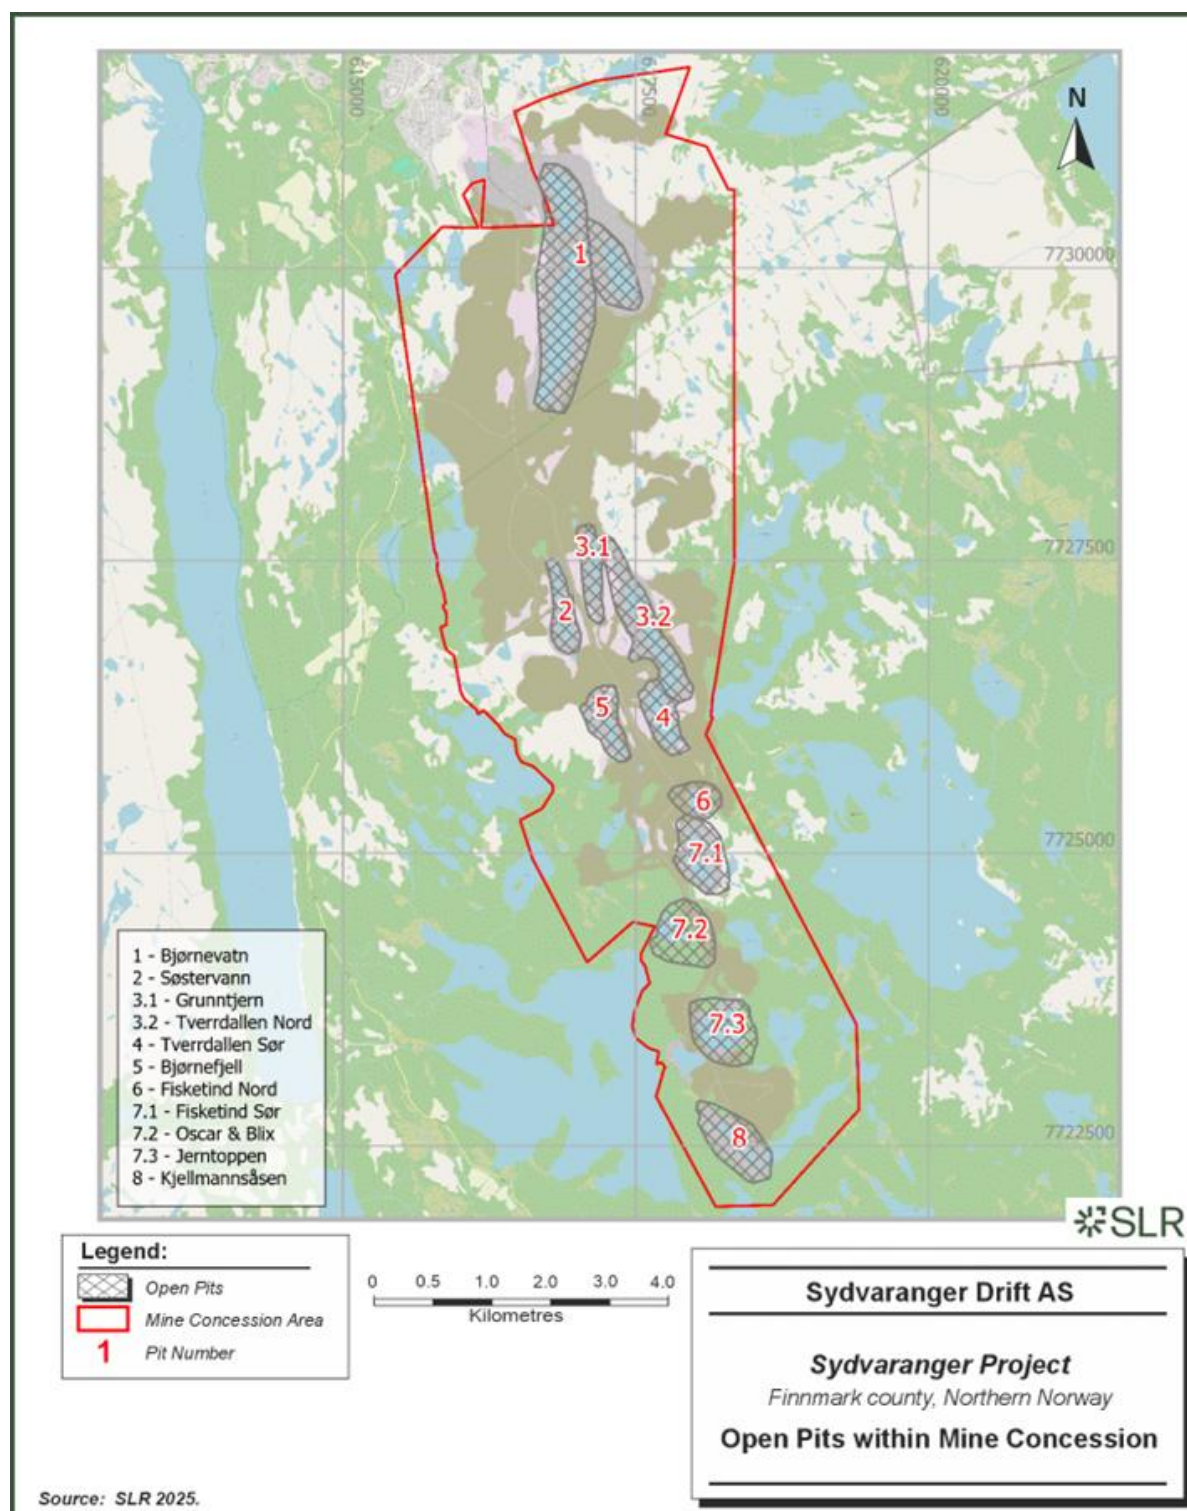 615000
617500
620000
N
7730000
7727500
7725000
7722500
1
2
3.1
3.2
4
5
6
7.1
7.2
7.3
8
1 - Bjørnevatn
2 - Søstervann
3.1 - Grunntjern
3.2 - Tverrdallen Nord
4 - Tverrdallen Sør
5 - Bjørnefjell
6 - Fisketind Nord
7.1 - Fisketind Sør
7.2 - Oscar & Blix
7.3 - Jerntoppen
8 - Kjellmannsåsen
SLR
Legend:
Open Pits
Mine Concession Area
1 Pit Number
0 0.5 1.0 2.0 3.0 4.0
Kilometres
Sydvaranger Drift AS
Sydvaranger Project
Finnmark county, Northern Norway
Open Pits within Mine Concession
Source: SLR 2025.